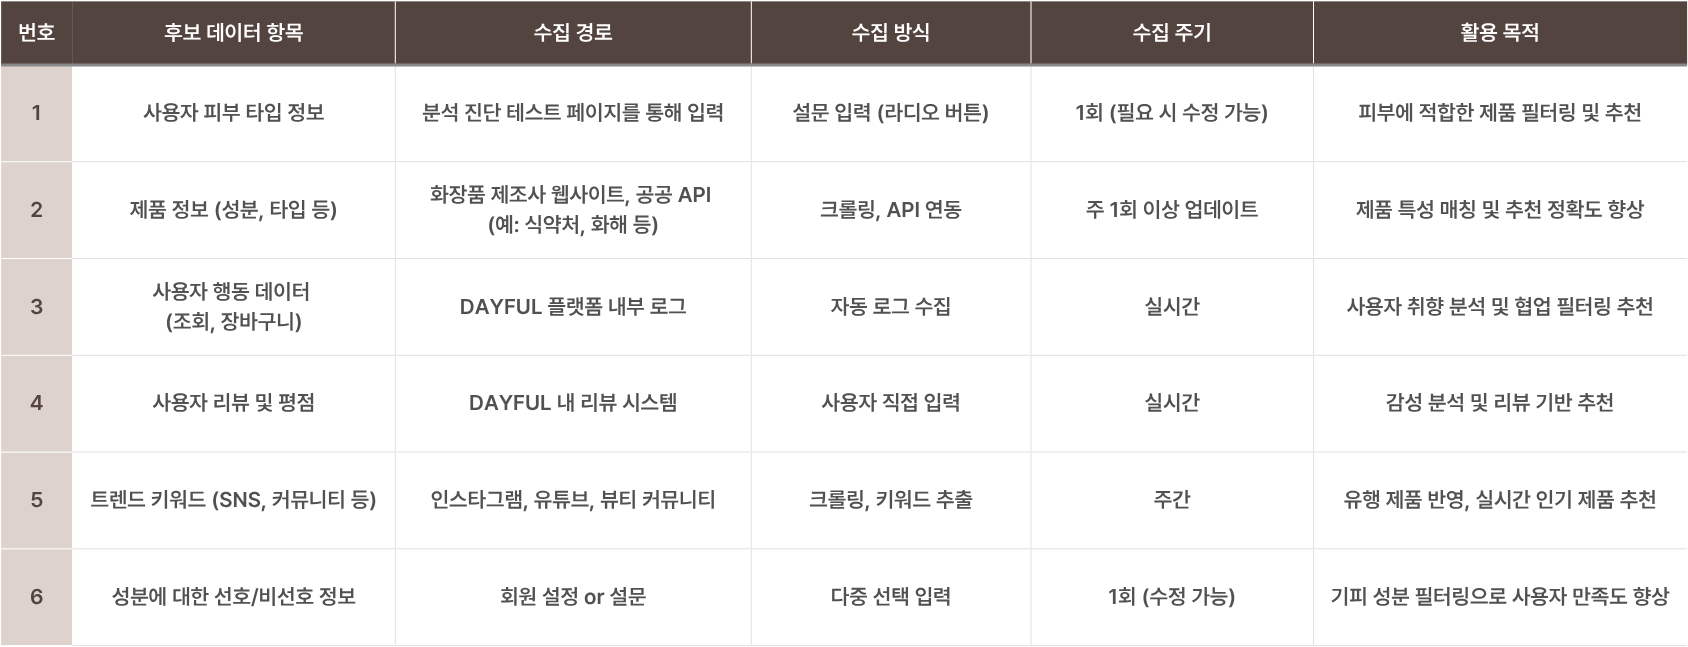 번호 후보 데이터 항목 수집 경로 수집 방식 수집 주기 활용 목적
1 사용자 피부 타입 정보 분석 진단 테스트 페이지를 통해 입력 설문 입력 (라디오 버튼) 1회 (필요 시 수정 가능) 피부에 적합한 제품 필터링 및 추천
2 제품 정보 (성분, 타입 등) 화장품 제조사 웹사이트, 공공 API
(예: 식약처, 화해 등) 크롤링, API 연동 주 1회 이상 업데이트 제품 특성 매칭 및 추천 정확도 향상
3 사용자 행동 데이터
(조회, 장바구니) DAYFUL 플랫폼 내부 로그 자동 로그 수집 실시간 사용자 취향 분석 및 협업 필터링 추천
4 사용자 리뷰 및 평점 DAYFUL 내 리뷰 시스템 사용자 직접 입력 실시간 감성 분석 및 리뷰 기반 추천
5 트렌드 키워드 (SNS, 커뮤니티 등) 인스타그램, 유튜브, 뷰티 커뮤니티 크롤링, 키워드 추출 주간 유행 제품 반영, 실시간 인기 제품 추천
6 성분에 대한 선호/비선호 정보 회원 설정 or 설문 다중 선택 입력 1회 (수정 가능) 기피 성분 필터링으로 사용자 만족도 향상